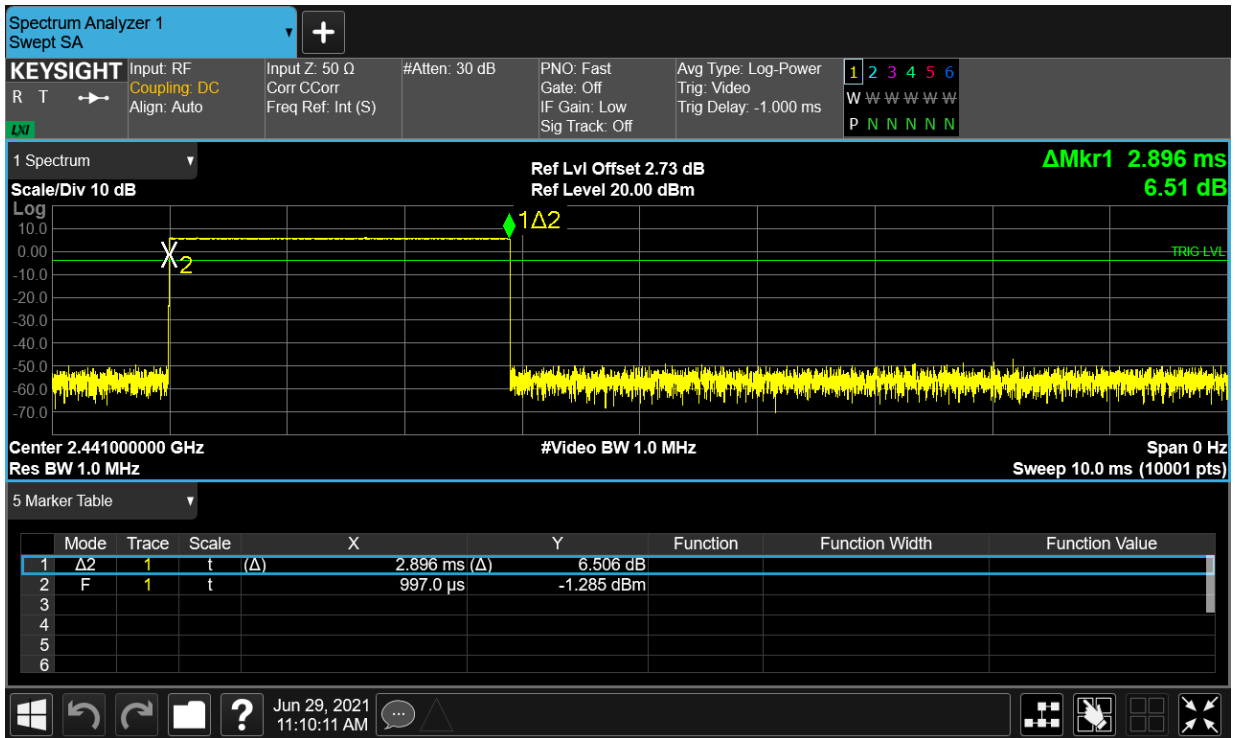 Spectrum Analyzer 1
Swept SA
KEYSIGHT
R T
LXI
Input: RF
Coupling: DC
Align: Auto
Input Z: 50 Ω
Corr CCorr
Freq Ref: Int (S)
#Atten: 30 dB
PNO: Fast
Gate: Off
IF Gain: Low
Sig Track: Off
Avg Type: Log-Power
Trig: Video
Trig Delay: -1.000 ms
1 2 3 4 5 6
W W W W W W
P N N N N N
1 Spectrum
Ref Lvl Offset 2.73 dB
ΔMkr1 2.896 ms
Scale/Div 10 dB
Ref Level 20.00 dBm
6.51 dB
Log
1Δ2
10.0
0.00
TRIG LVL
2
-10.0
-20.0
-30.0
-40.0
-50.0
-60.0
-70.0
Center 2.441000000 GHz
#Video BW 1.0 MHz
Span 0 Hz
Res BW 1.0 MHz
Sweep 10.0 ms (10001 pts)
5 Marker Table
Mode Trace Scale X Y Function Function Width Function Value
1 Δ2 1 t (Δ) 2.896 ms (Δ) 6.506 dB
2 F 1 t 997.0 µs -1.285 dBm
3
4
5
6
?
Jun 29, 2021
11:10:11 AM